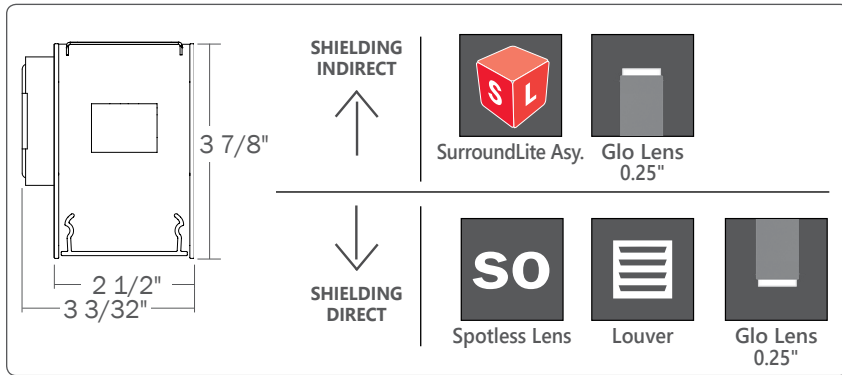 3 7/8"
2 1/2"
3 3/32"
SHIELDING
INDIRECT
S L
SurroundLite Asy.
Glo Lens
0.25"
SHIELDING
DIRECT
SO
Spotless Lens
Louver
Glo Lens
0.25"